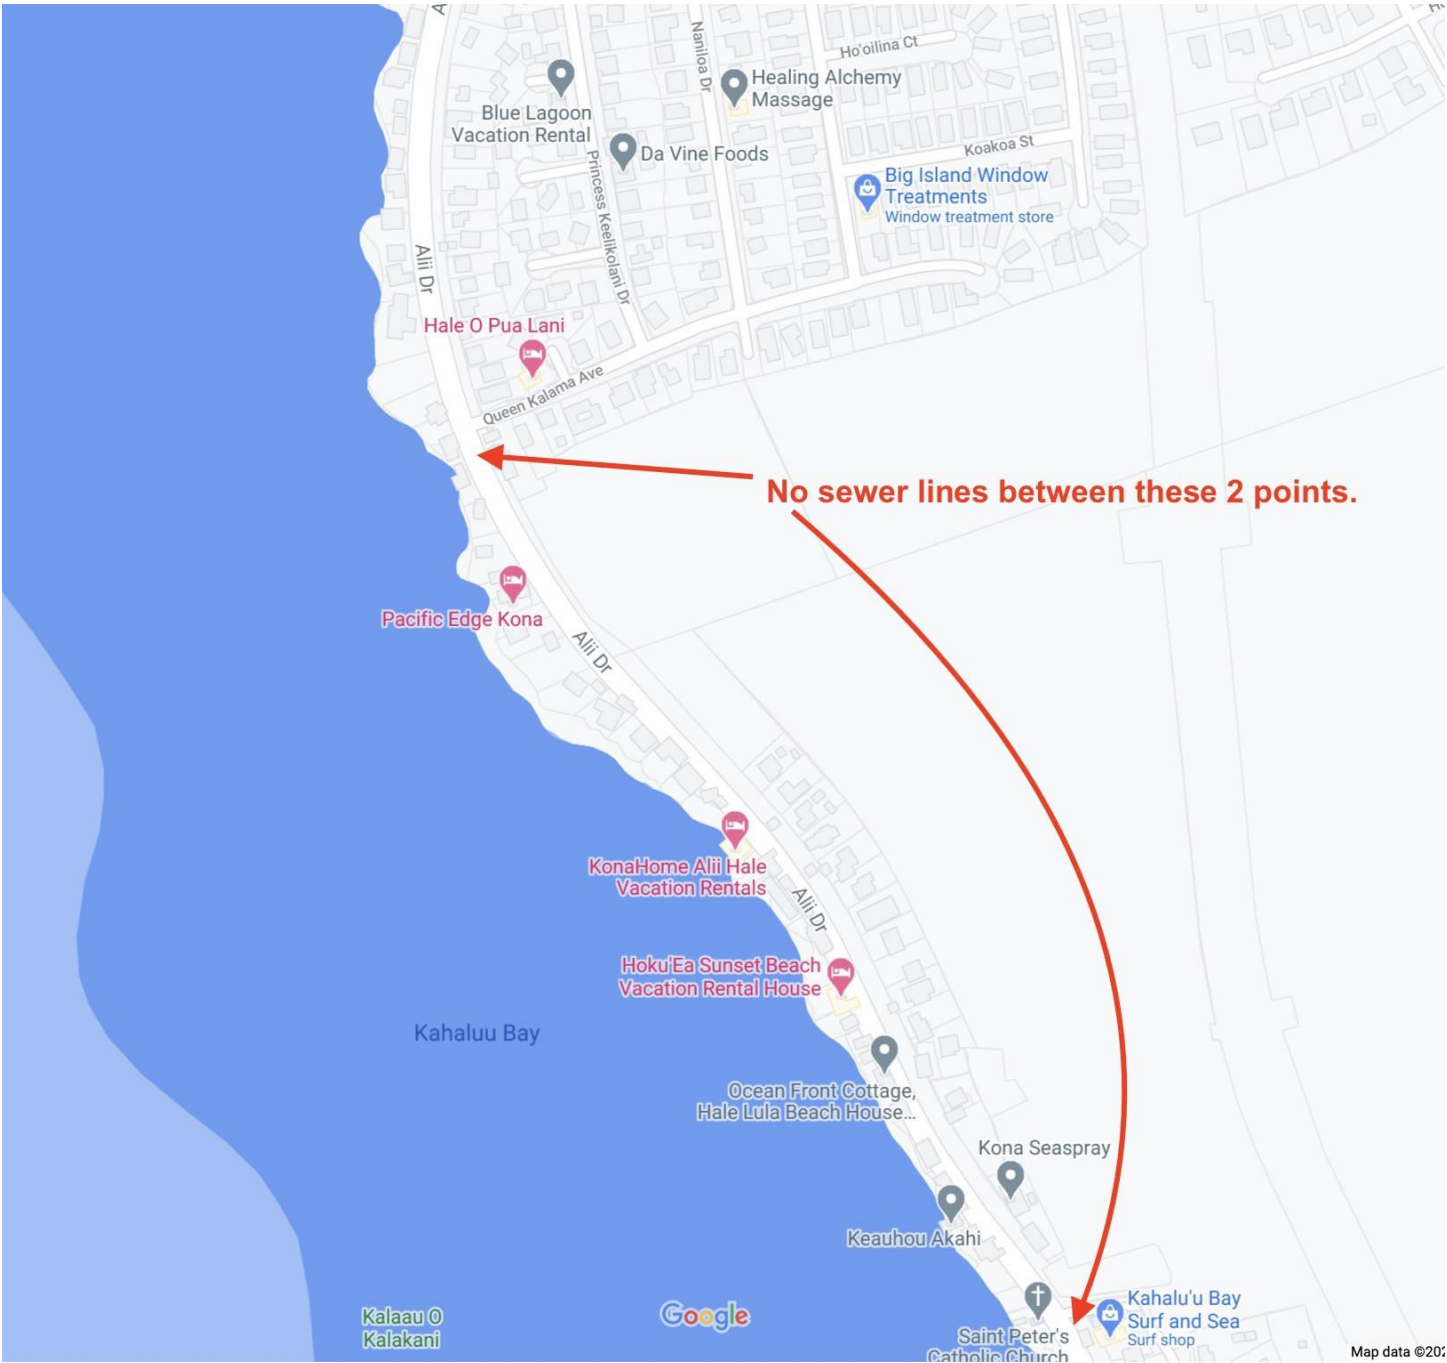 A
Ho'oilina Ct
Naniloa Dr
Healing Alchemy
Massage
Blue Lagoon
Vacation Rental
Da Vine Foods
Koakoa St
Princess Keelikolani Dr
Big Island Window
Treatments
Window treatment store
Alii Dr
Hale O Pua Lani
Queen Kalama Ave
No sewer lines between these 2 points.
Pacific Edge Kona
Alii Dr
KonaHome Alii Hale
Vacation Rentals
Alii Dr
Hoku'Ea Sunset Beach
Vacation Rental House
Kahaluu Bay
Ocean Front Cottage,
Hale Lula Beach House...
Kona Seaspray
Keauhou Akahi
Kalaau O
Kalakani
Google
Kahalu'u Bay
Surf and Sea
Surf shop
Saint Peter's
Catholic Church
Map data ©202